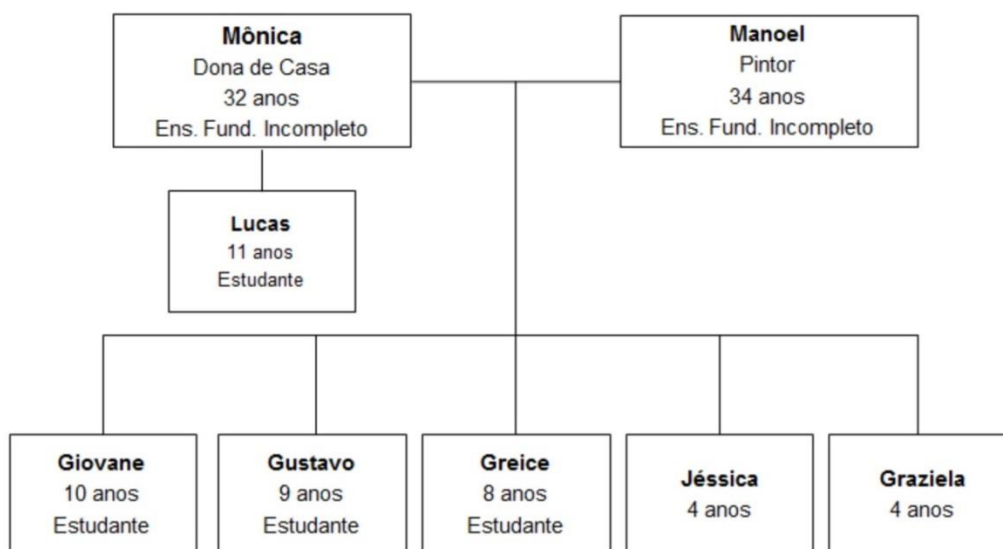 Mônica
Dona de Casa
32 anos
Ens. Fund. Incompleto
Manoel
Pintor
34 anos
Ens. Fund. Incompleto
Lucas
11 anos
Estudante
Giovane
10 anos
Estudante
Gustavo
9 anos
Estudante
Greice
8 anos
Estudante
Jéssica
4 anos
Graziela
4 anos